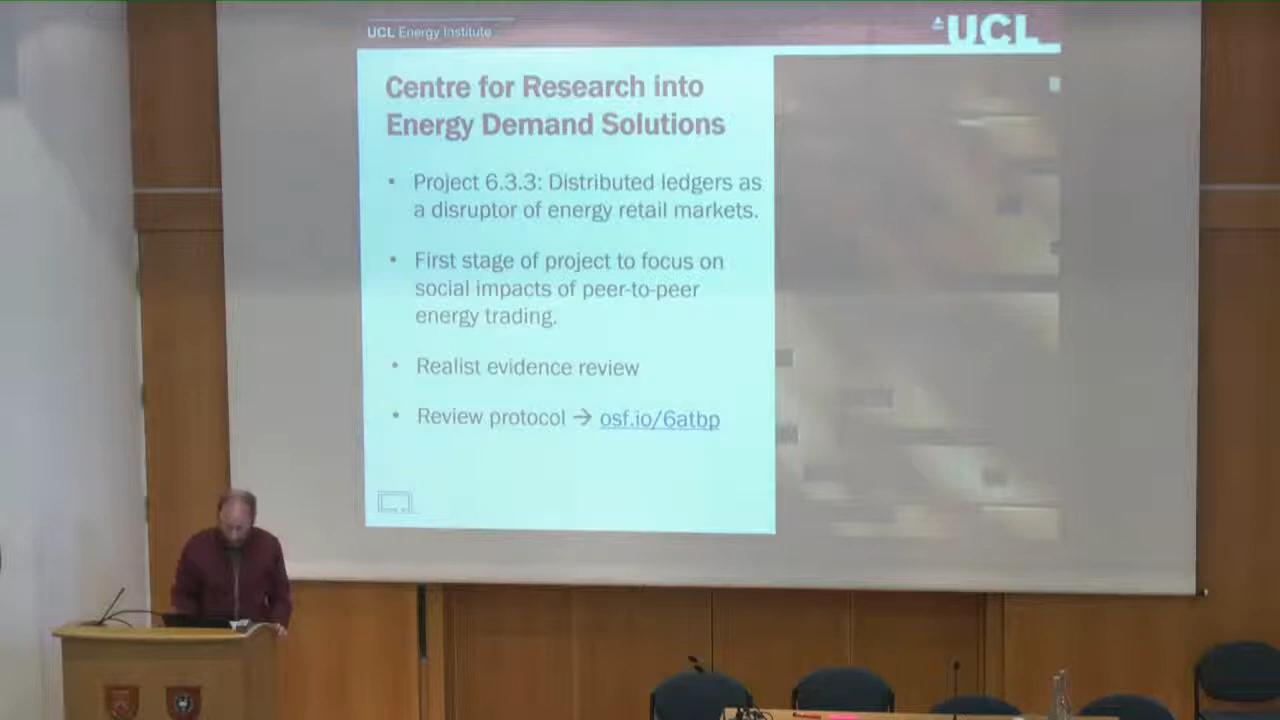 UCL Energy Institute
UCL
Centre for Research into
Energy Demand Solutions
• Project 6.3.3: Distributed ledgers as
a disruptor of energy retail markets.
• First stage of project to focus on
social impacts of peer-to-peer
energy trading.
• Realist evidence review
• Review protocol → osf.io/6atbp